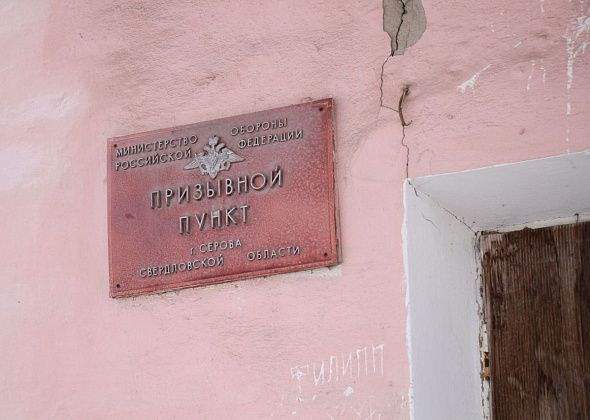 МИНИСТЕРСТВО ОБОРОНЫ
РОССИЙСКОЙ ФЕДЕРАЦИИ
ПРИЗЫВНОЙ
ПУНКТ
Г. СЕРОВА
СВЕРДЛОВСКОЙ ОБЛАСТИ
ФИЛИПП